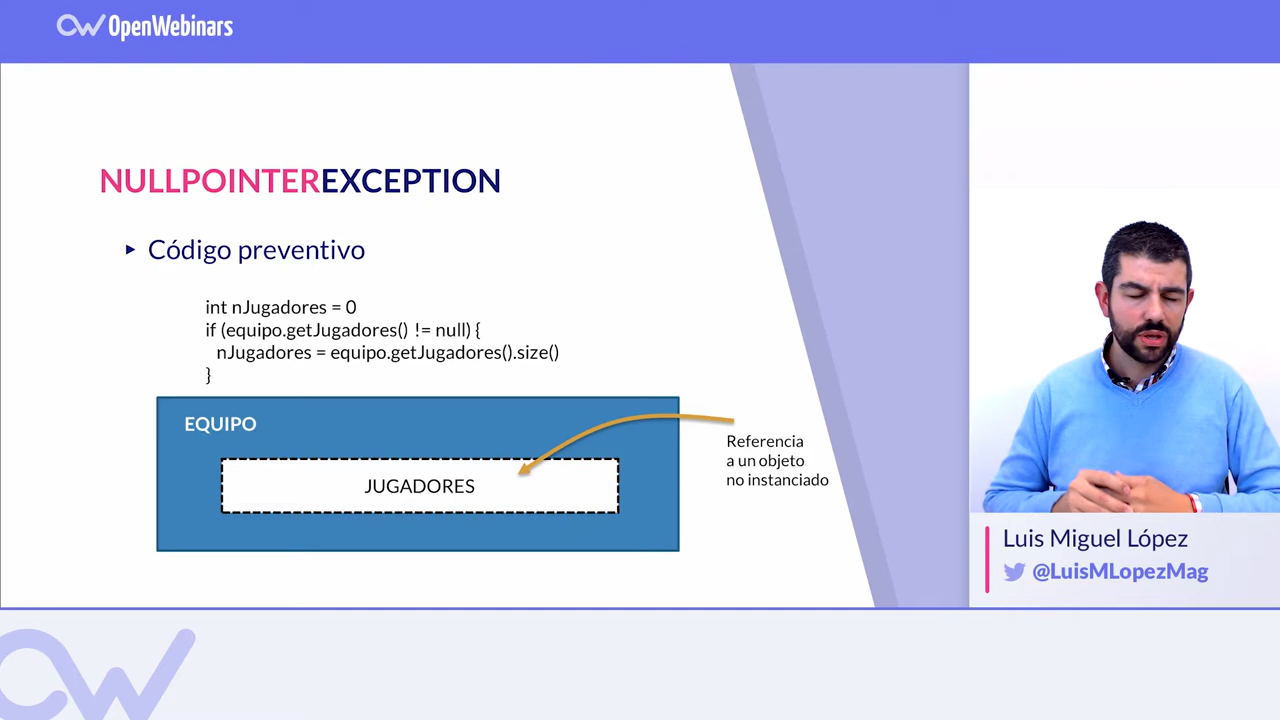 OpenWebinars
NULLPOINTEREXCEPTION
Código preventivo
int nJugadores = 0
if (equipo.getJugadores() != null) {
nJugadores = equipo.getJugadores().size()
}
EQUIPO
JUGADORES
Referencia
a un objeto
no instanciado
Luis Miguel López
@LuisMLopezMag